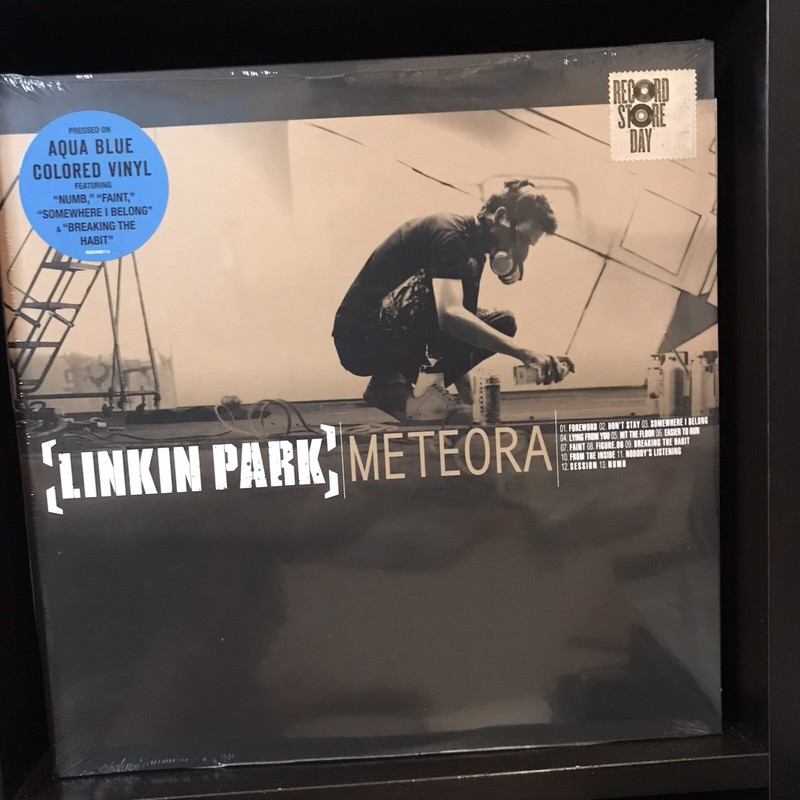 PRESSED ON
AQUA BLUE
COLORED VINYL
FEATURING
"NUMB," "FAINT,"
"SOMEWHERE I BELONG"
& "BREAKING THE
HABIT"
RECORD
STORE
DAY
[LINKIN PARK]
METEORA
01. FOREWORD 02. DON'T STAY 03. SOMEWHERE I BELONG
04. LYING FROM YOU 05. HIT THE FLOOR 06. EASIER TO RUN
07. FAINT 08. FIGURE.09 09. BREAKING THE HABIT
10. FROM THE INSIDE 11. NOBODY'S LISTENING
12. SESSION 13. NUMB